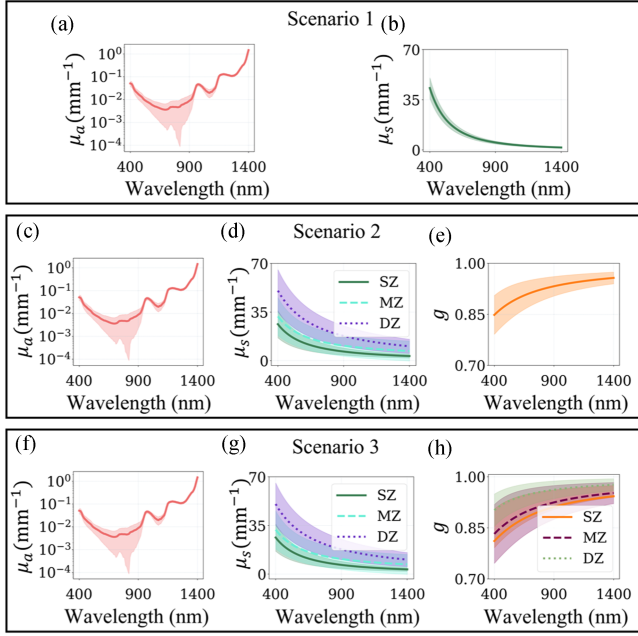 Scenario 1
(a)
(b)
μa(mm⁻¹)
10⁰
10⁻¹
10⁻²
10⁻³
10⁻⁴
400 900 1400
Wavelength (nm)
μs(mm⁻¹)
70
35
0
400 900 1400
Wavelength (nm)
Scenario 2
(c)
(d)
(e)
μa(mm⁻¹)
10⁰
10⁻¹
10⁻²
10⁻³
10⁻⁴
400 900 1400
Wavelength (nm)
μs(mm⁻¹)
70
35
0
SZ
MZ
DZ
400 900 1400
Wavelength (nm)
g
1.00
0.85
0.70
400 900 1400
Wavelength (nm)
Scenario 3
(f)
(g)
(h)
μa(mm⁻¹)
10⁰
10⁻¹
10⁻²
10⁻³
10⁻⁴
400 900 1400
Wavelength (nm)
μs(mm⁻¹)
70
35
0
SZ
MZ
DZ
400 900 1400
Wavelength (nm)
g
1.00
0.85
0.70
SZ
MZ
DZ
400 900 1400
Wavelength (nm)